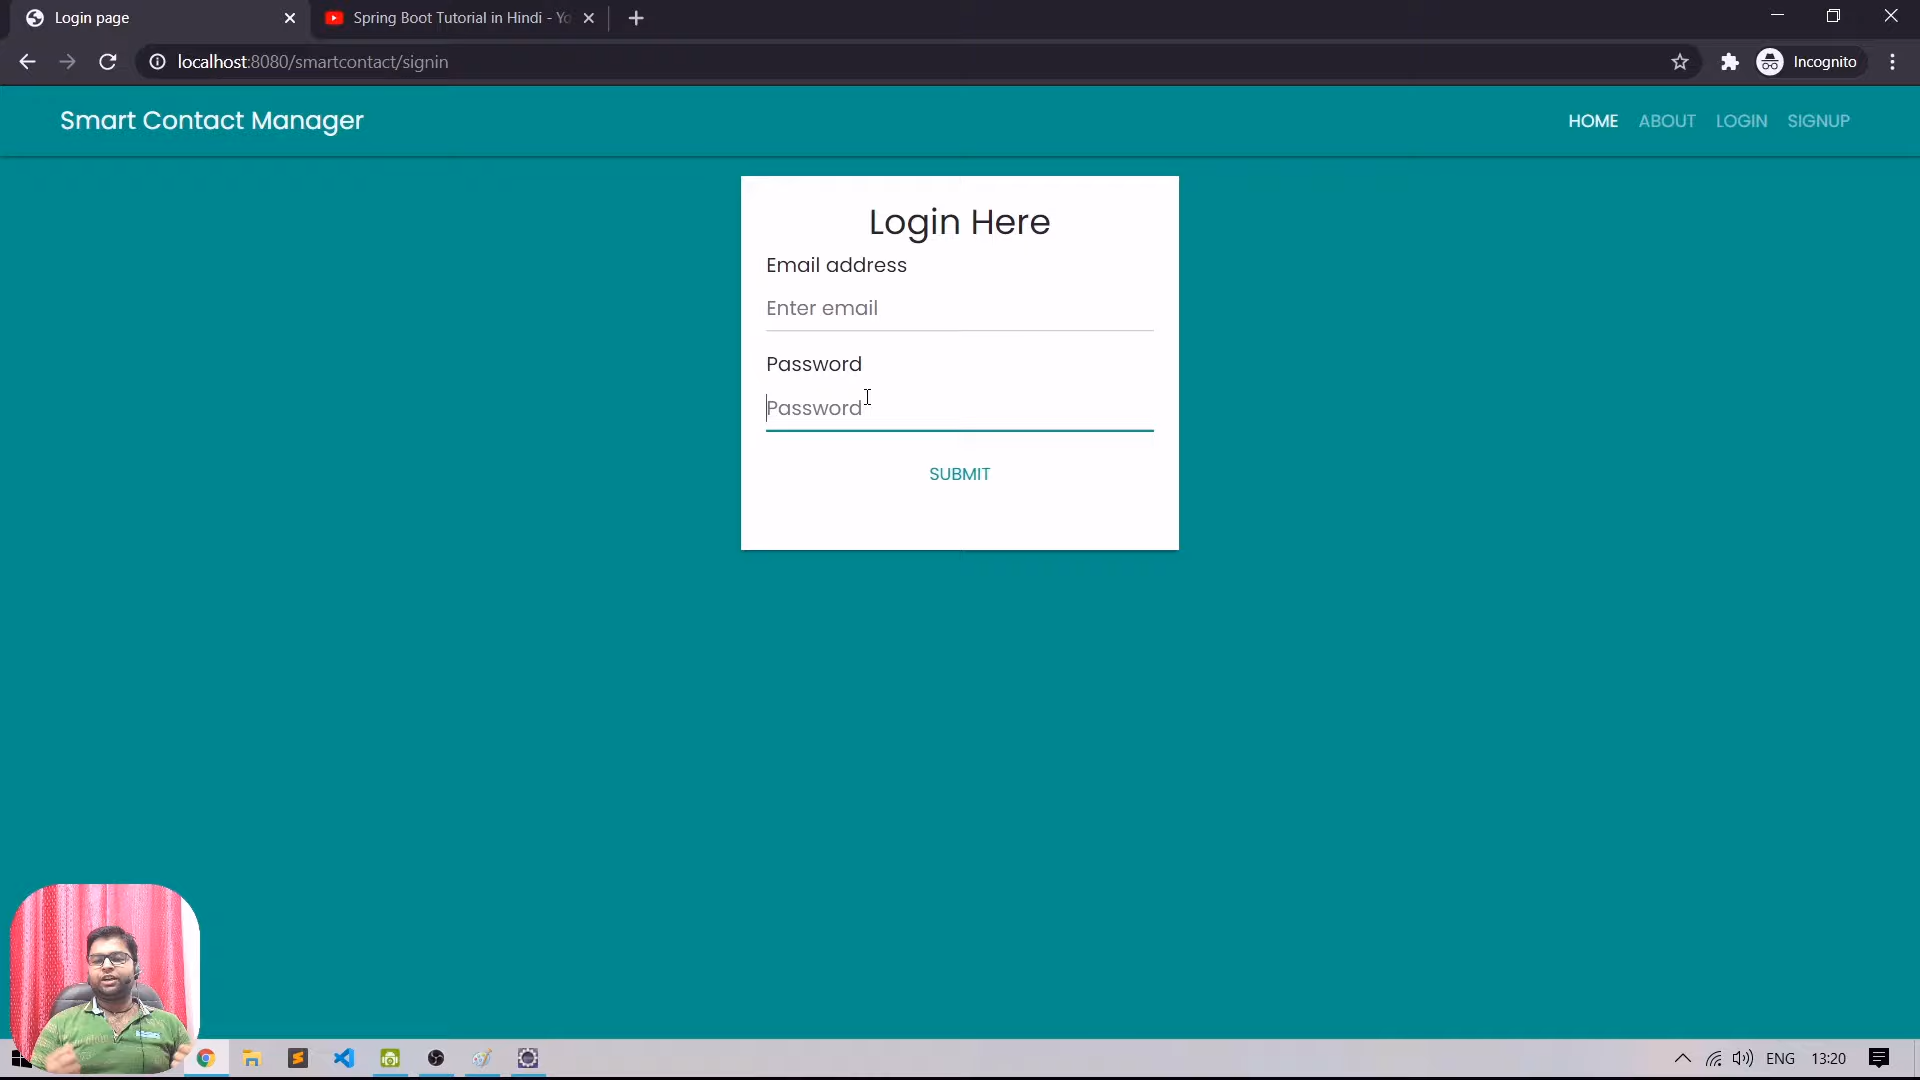 Login page
Spring Boot Tutorial in Hindi - Yo
localhost:8080/smartcontact/signin
Incognito
Smart Contact Manager
HOME ABOUT LOGIN SIGNUP
Login Here
Email address
Enter email
Password
Password
SUBMIT
ENG 13:20